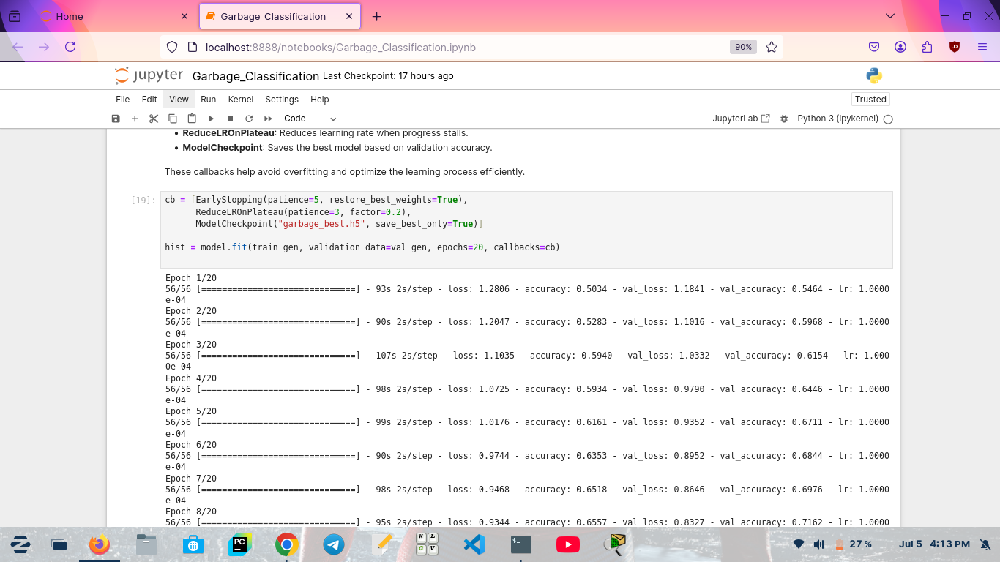 Home
Garbage_Classification
localhost:8888/notebooks/Garbage_Classification.ipynb
90%
jupyter Garbage_Classification Last Checkpoint: 17 hours ago
File Edit View Run Kernel Settings Help
Trusted
Code
JupyterLab
Python 3 (ipykernel)
• ReduceLROnPlateau: Reduces learning rate when progress stalls.
• ModelCheckpoint: Saves the best model based on validation accuracy.
These callbacks help avoid overfitting and optimize the learning process efficiently.
[19]: cb = [EarlyStopping(patience=5, restore_best_weights=True),
ReduceLROnPlateau(patience=3, factor=0.2),
ModelCheckpoint("garbage_best.h5", save_best_only=True)]
hist = model.fit(train_gen, validation_data=val_gen, epochs=20, callbacks=cb)
Epoch 1/20
56/56 [==============================] - 93s 2s/step - loss: 1.2806 - accuracy: 0.5034 - val_loss: 1.1841 - val_accuracy: 0.5464 - lr: 1.0000
e-04
Epoch 2/20
56/56 [==============================] - 90s 2s/step - loss: 1.2047 - accuracy: 0.5283 - val_loss: 1.1016 - val_accuracy: 0.5968 - lr: 1.0000
e-04
Epoch 3/20
56/56 [==============================] - 107s 2s/step - loss: 1.1035 - accuracy: 0.5940 - val_loss: 1.0332 - val_accuracy: 0.6154 - lr: 1.000
0e-04
Epoch 4/20
56/56 [==============================] - 98s 2s/step - loss: 1.0725 - accuracy: 0.5934 - val_loss: 0.9790 - val_accuracy: 0.6446 - lr: 1.0000
e-04
Epoch 5/20
56/56 [==============================] - 99s 2s/step - loss: 1.0176 - accuracy: 0.6161 - val_loss: 0.9352 - val_accuracy: 0.6711 - lr: 1.0000
e-04
Epoch 6/20
56/56 [==============================] - 90s 2s/step - loss: 0.9744 - accuracy: 0.6353 - val_loss: 0.8952 - val_accuracy: 0.6844 - lr: 1.0000
e-04
Epoch 7/20
56/56 [==============================] - 98s 2s/step - loss: 0.9468 - accuracy: 0.6518 - val_loss: 0.8646 - val_accuracy: 0.6976 - lr: 1.0000
e-04
Epoch 8/20
56/56 [==============================] - 95s 2s/step - loss: 0.9344 - accuracy: 0.6557 - val_loss: 0.8327 - val_accuracy: 0.7162 - lr: 1.0000
PC
K L
a V
27 %
Jul 5 4:13 PM